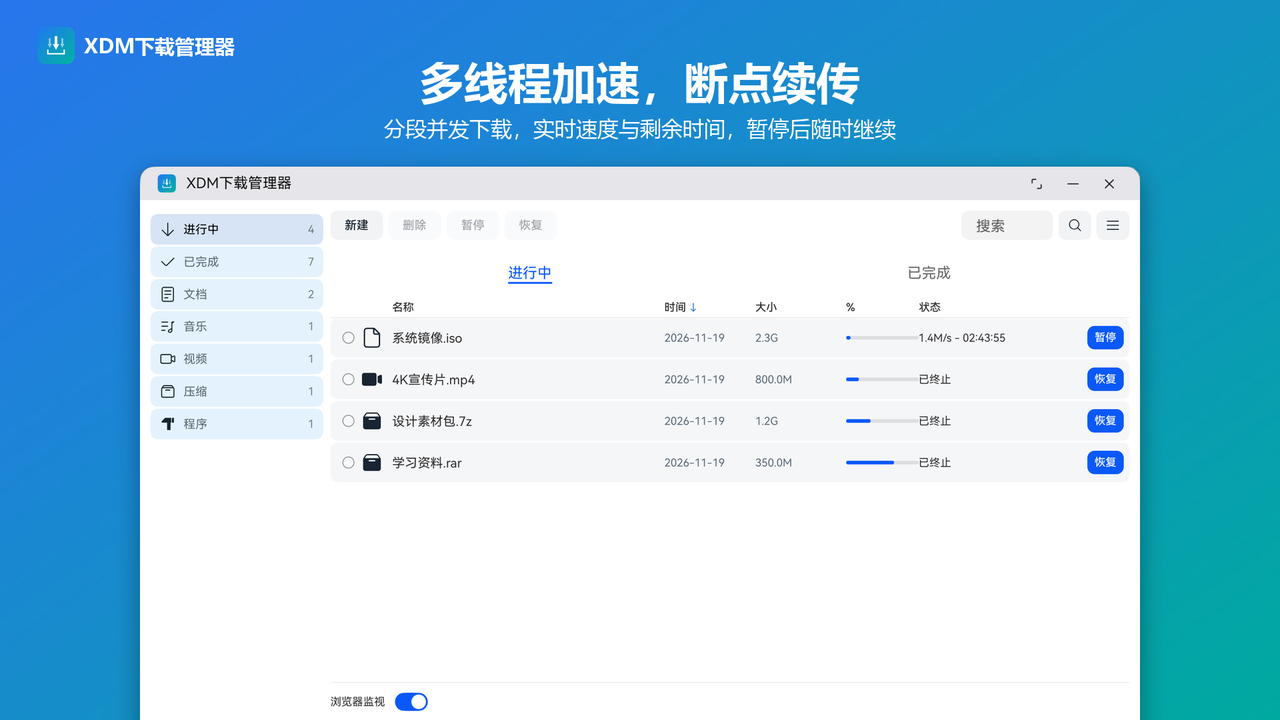 XDM下载管理器
多线程加速，断点续传
分段并发下载，实时速度与剩余时间，暂停后随时继续
XDM下载管理器
进行中 4
已完成 7
文档 2
音乐 1
视频 1
压缩 1
程序 1
新建 删除 暂停 恢复 搜索
进行中 已完成
名称 时间 ↓ 大小 % 状态
系统镜像.iso 2026-11-19 2.3G 1.4M/s - 02:43:55 暂停
4K宣传片.mp4 2026-11-19 800.0M 已终止 恢复
设计素材包.7z 2026-11-19 1.2G 已终止 恢复
学习资料.rar 2026-11-19 350.0M 已终止 恢复
浏览器监视